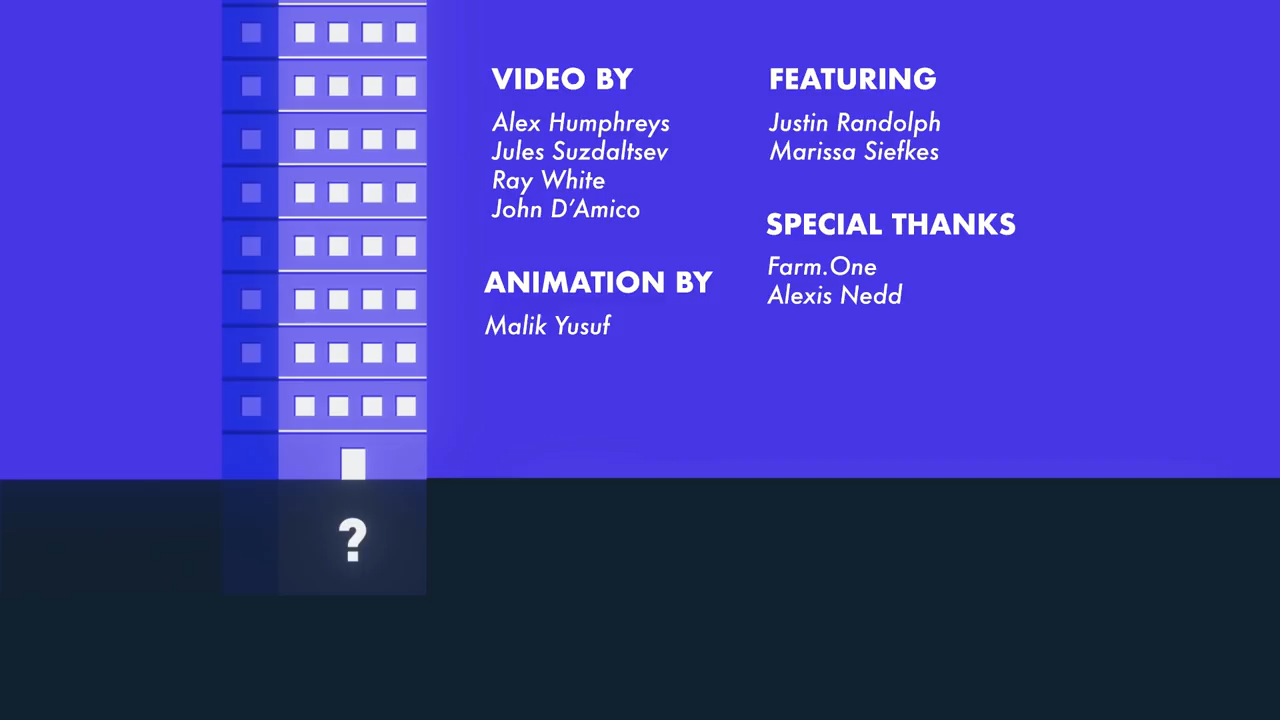 VIDEO BY
Alex Humphreys
Jules Suzdaltsev
Ray White
John D’Amico
ANIMATION BY
Malik Yusuf
FEATURING
Justin Randolph
Marissa Siefkes
SPECIAL THANKS
Farm.One
Alexis Nedd
?